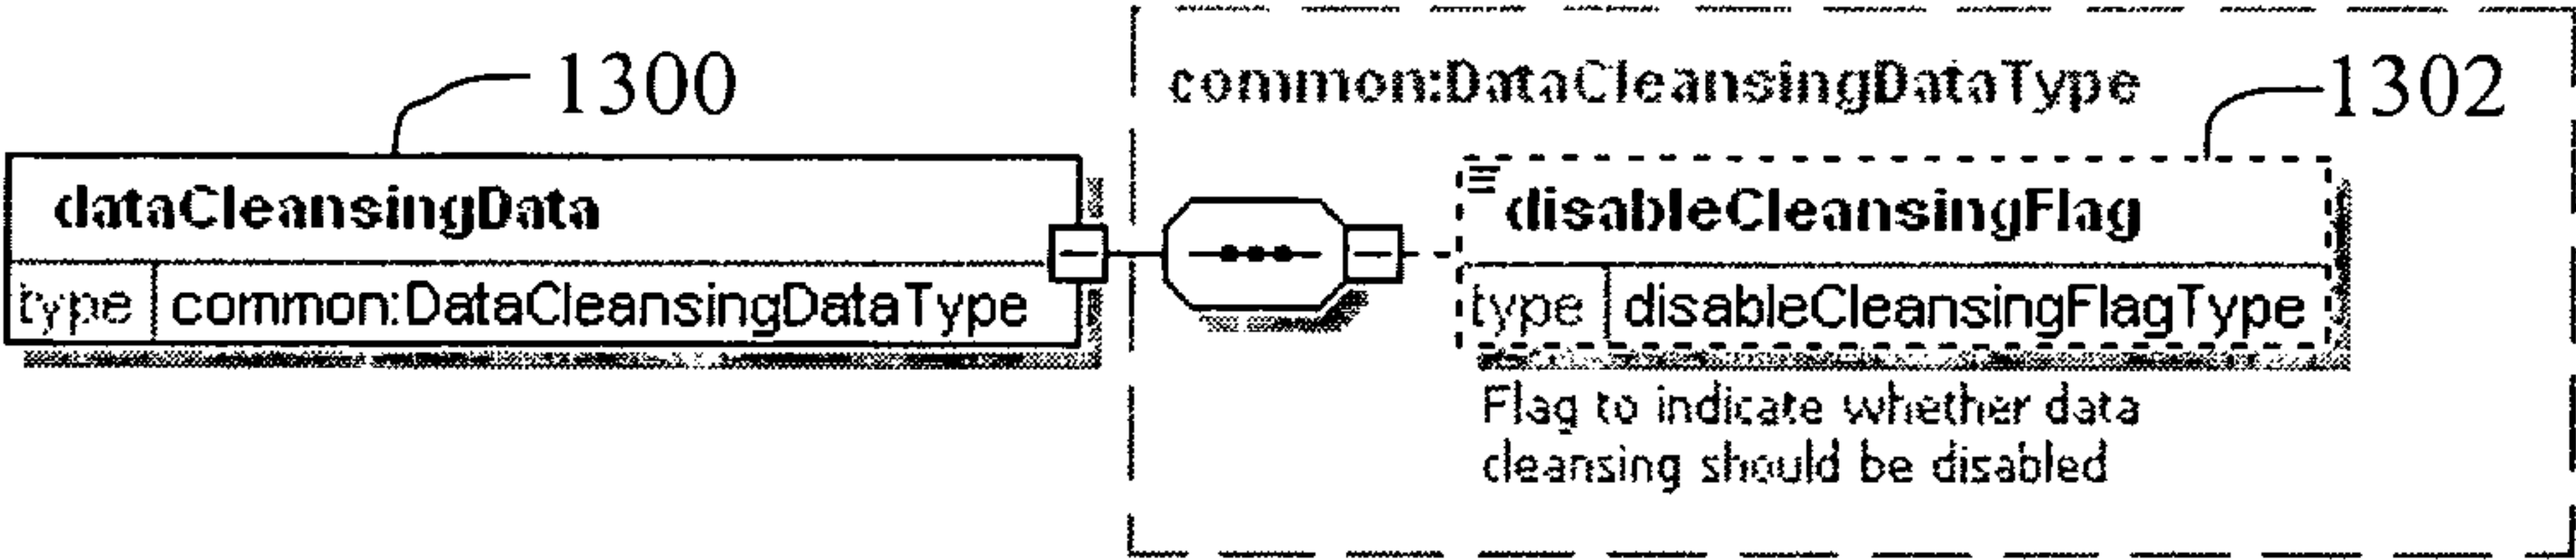 1300
dataCleansingData
type common:DataCleansingDataType
common:DataCleansingDataType
1302
disableCleansingFlag
type disableCleansingFlagType
Flag to indicate whether data
cleansing should be disabled